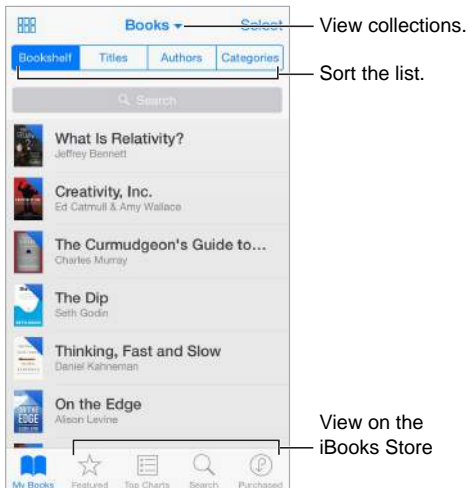 Books
Select
View collections.
Bookshelf Titles Authors Categories
Sort the list.
Search
What Is Relativity?
Jeffrey Bennett
Creativity, Inc.
Ed Catmull & Amy Wallace
The Curmudgeon's Guide to...
Charles Murray
The Dip
Seth Godin
Thinking, Fast and Slow
Daniel Kahneman
On the Edge
Alison Levine
View on the
iBooks Store
My Books Featured Top Charts Search Purchased